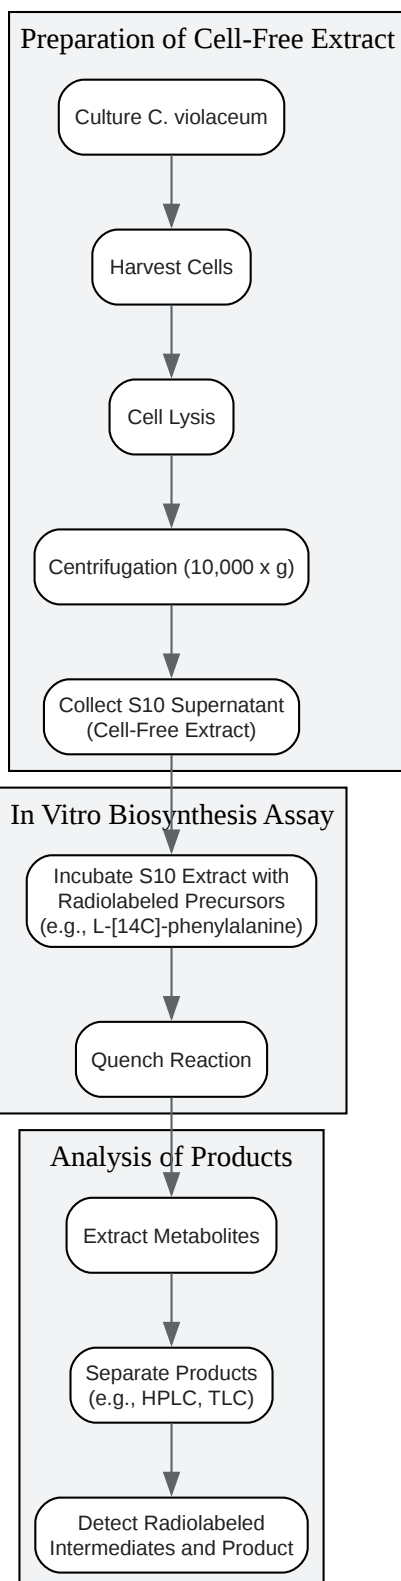 Preparation of Cell-Free Extract
Culture C. violaceum
Harvest Cells
Cell Lysis
Centrifugation (10,000 x g)
Collect S10 Supernatant
(Cell-Free Extract)
In Vitro Biosynthesis Assay
Incubate S10 Extract with
Radiolabeled Precursors
(e.g., L-[14C]-phenylalanine)
Quench Reaction
Analysis of Products
Extract Metabolites
Separate Products
(e.g., HPLC, TLC)
Detect Radiolabeled
Intermediates and Product